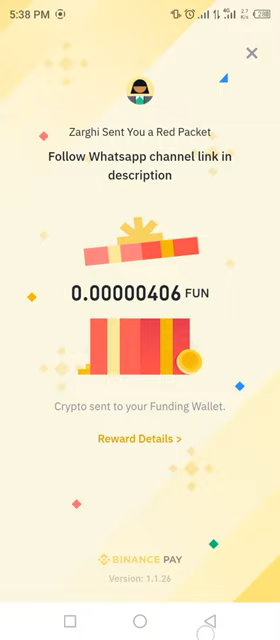 5:38 PM
Zarghi Sent You a Red Packet
Follow Whatsapp channel link in
description
0.00000406 FUN
Crypto sent to your Funding Wallet.
Reward Details >
BINANCE PAY
Version: 1.1.26